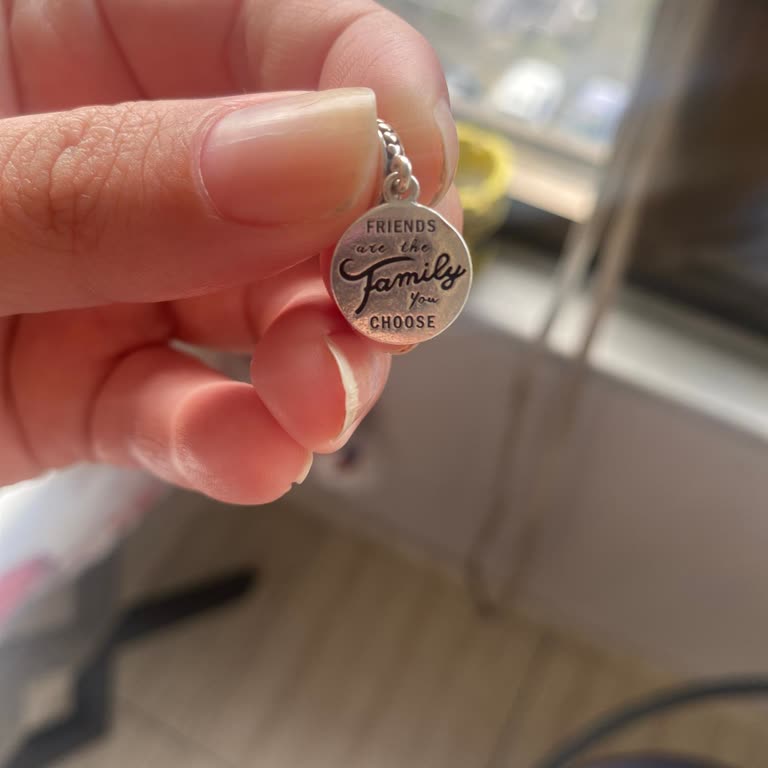 FRIENDS
are the
Family
You
CHOOSE